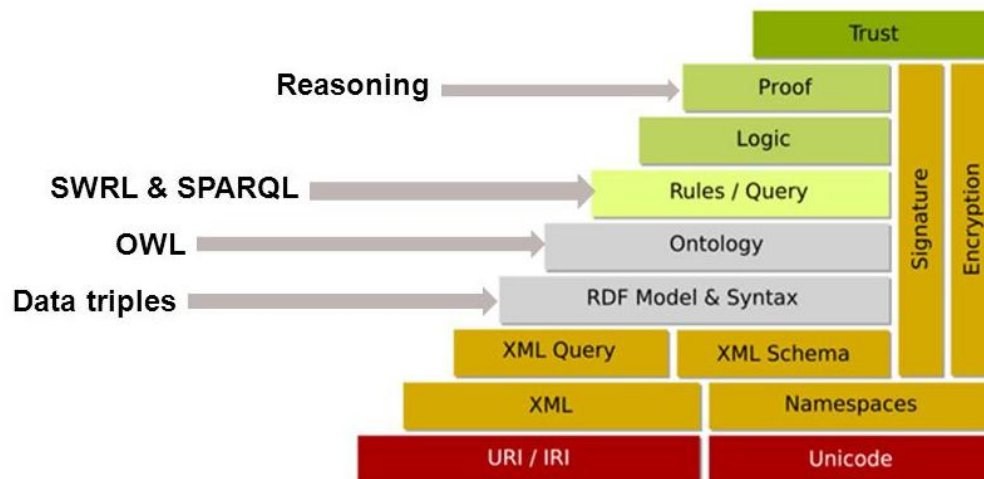 Trust
Reasoning
Proof
Logic
SWRL & SPARQL
Rules / Query
OWL
Ontology
Data triples
RDF Model & Syntax
Signature
Encryption
XML Query
XML Schema
XML
Namespaces
URI / IRI
Unicode